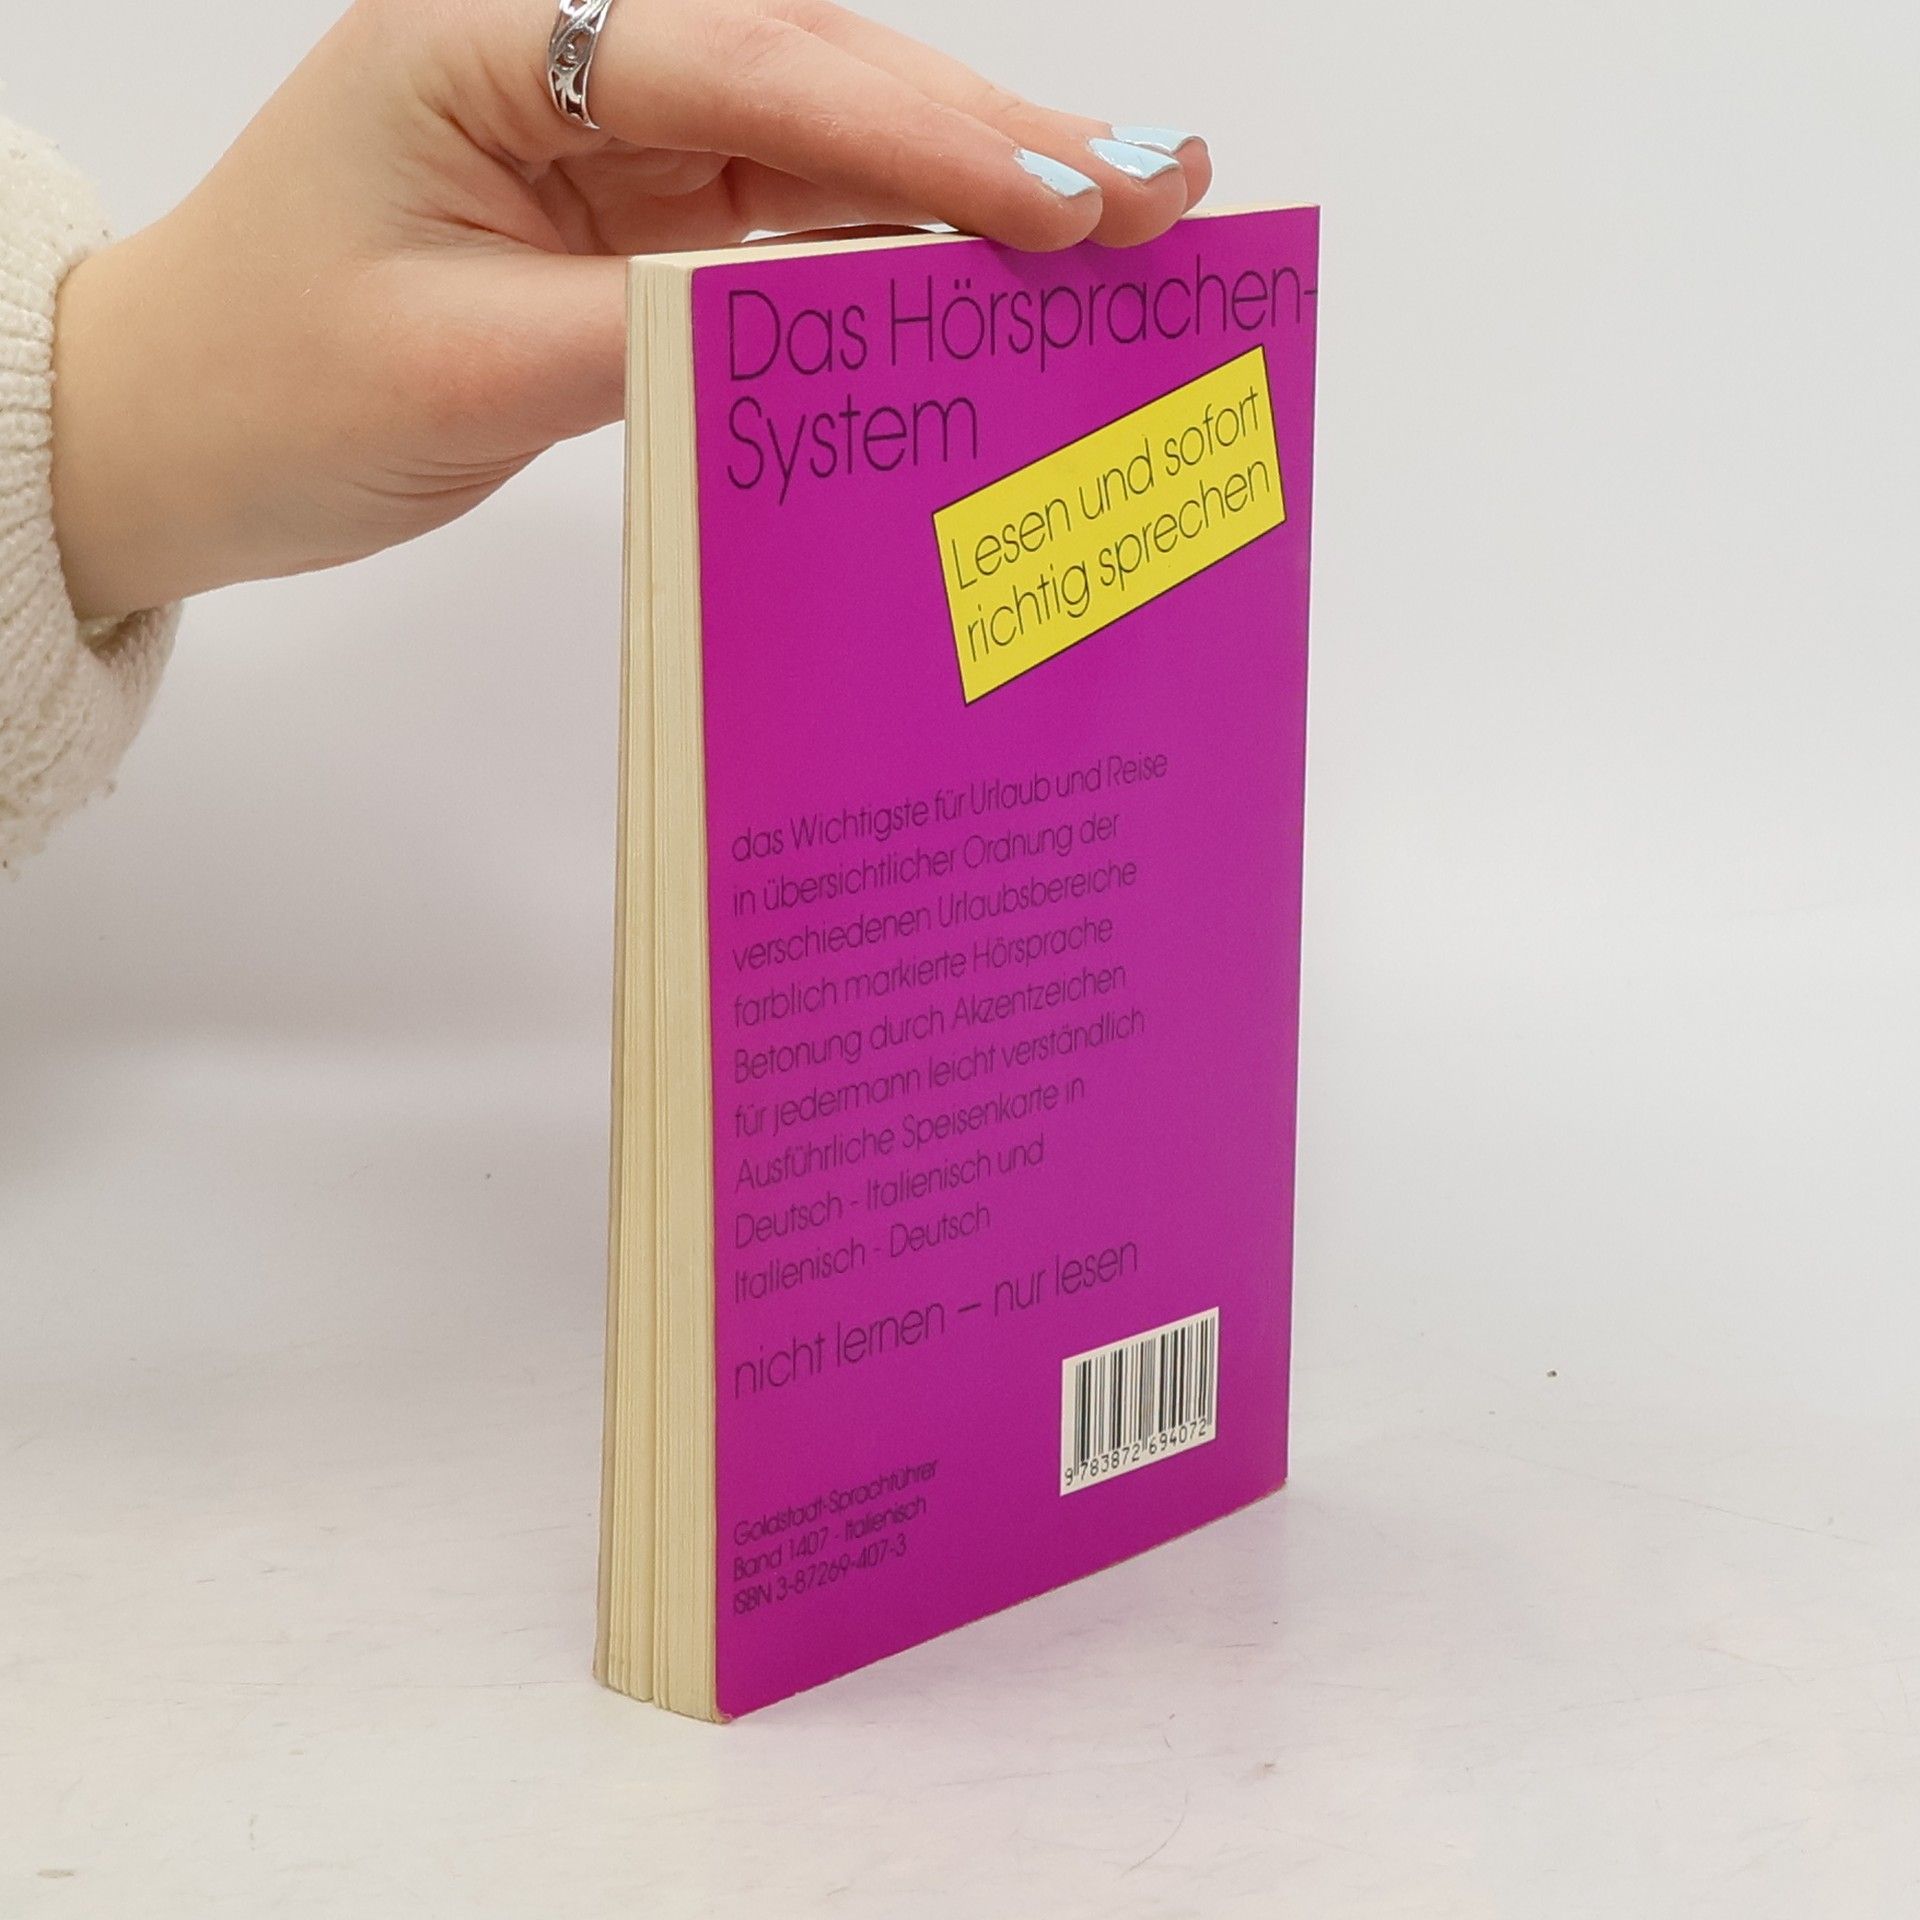 Das Hörsprachen-
System
Lesen und sofort
richtig sprechen
das Wichtigste für Urlaub und Reise
in übersichtlicher Ordnung der
verschiedenen Urlaubsbereiche
farblich markierte Hörsprache
Betonung durch Akzentzeichen
für jedermann leicht verständlich
Ausführliche Speisenkarte in
Deutsch - Italienisch und
Italienisch - Deutsch
nicht lernen – nur lesen
9 783872 694072
Goldstadt-Sprachführer
Band 1407 - Italienisch
ISBN 3-87269-407-3